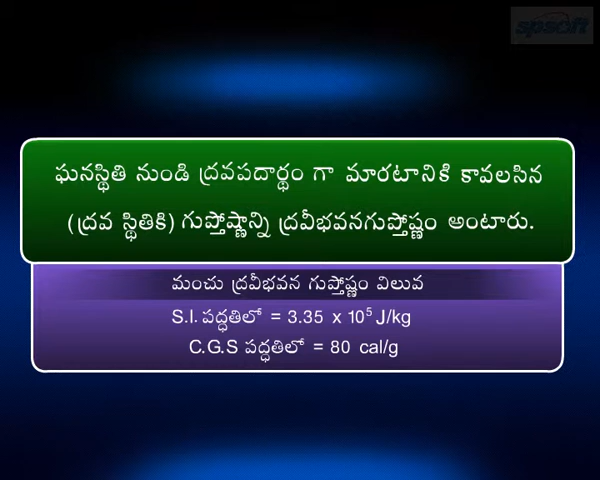 spsoft
ఘనస్థితి నుండి ద్రవపదార్థం గా మారటానికి కావలసిన
(ద్రవ స్థితికి) గుప్తోష్ణాన్ని ద్రవీభవనగుప్తోష్ణం అంటారు.
మంచు ద్రవీభవన గుప్తోష్ణం విలువ
S.I. పద్ధతిలో = 3.35 x 10⁵ J/kg
C.G.S పద్ధతిలో = 80 cal/g